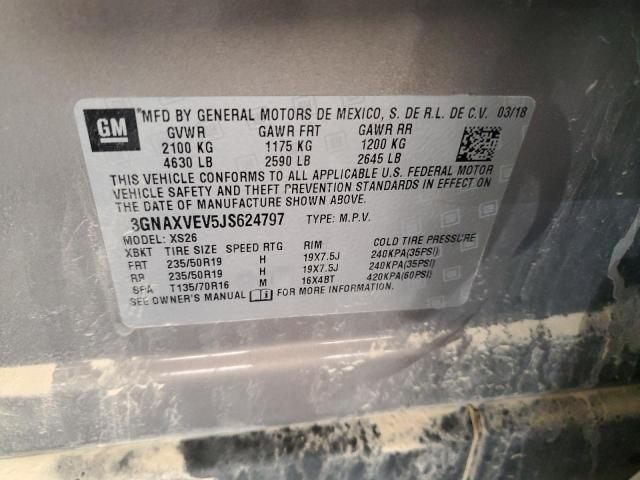 GM
*MFD BY GENERAL MOTORS DE MEXICO, S. DE R.L. DE C.V. 03/18
GVWR GAWR FRT GAWR RR
2100 KG 1175 KG 1200 KG
4630 LB 2590 LB 2645 LB
THIS VEHICLE CONFORMS TO ALL APPLICABLE U.S. FEDERAL MOTOR
VEHICLE SAFETY AND THEFT PREVENTION STANDARDS IN EFFECT ON
THE DATE OF MANUFACTURE SHOWN ABOVE.
3GNAXVEV5JS624797 TYPE: M.P.V.
MODEL: XS26
XBKT TIRE SIZE SPEED RTG RIM COLD TIRE PRESSURE
FRT 235/50R19 H 19X7.5J 240KPA(35PSI)
RP 235/50R19 H 19X7.5J 240KPA(35PSI)
SPA T135/70R16 M 16X4BT 420KPA(60PSI)
SEE OWNER'S MANUAL FOR MORE INFORMATION